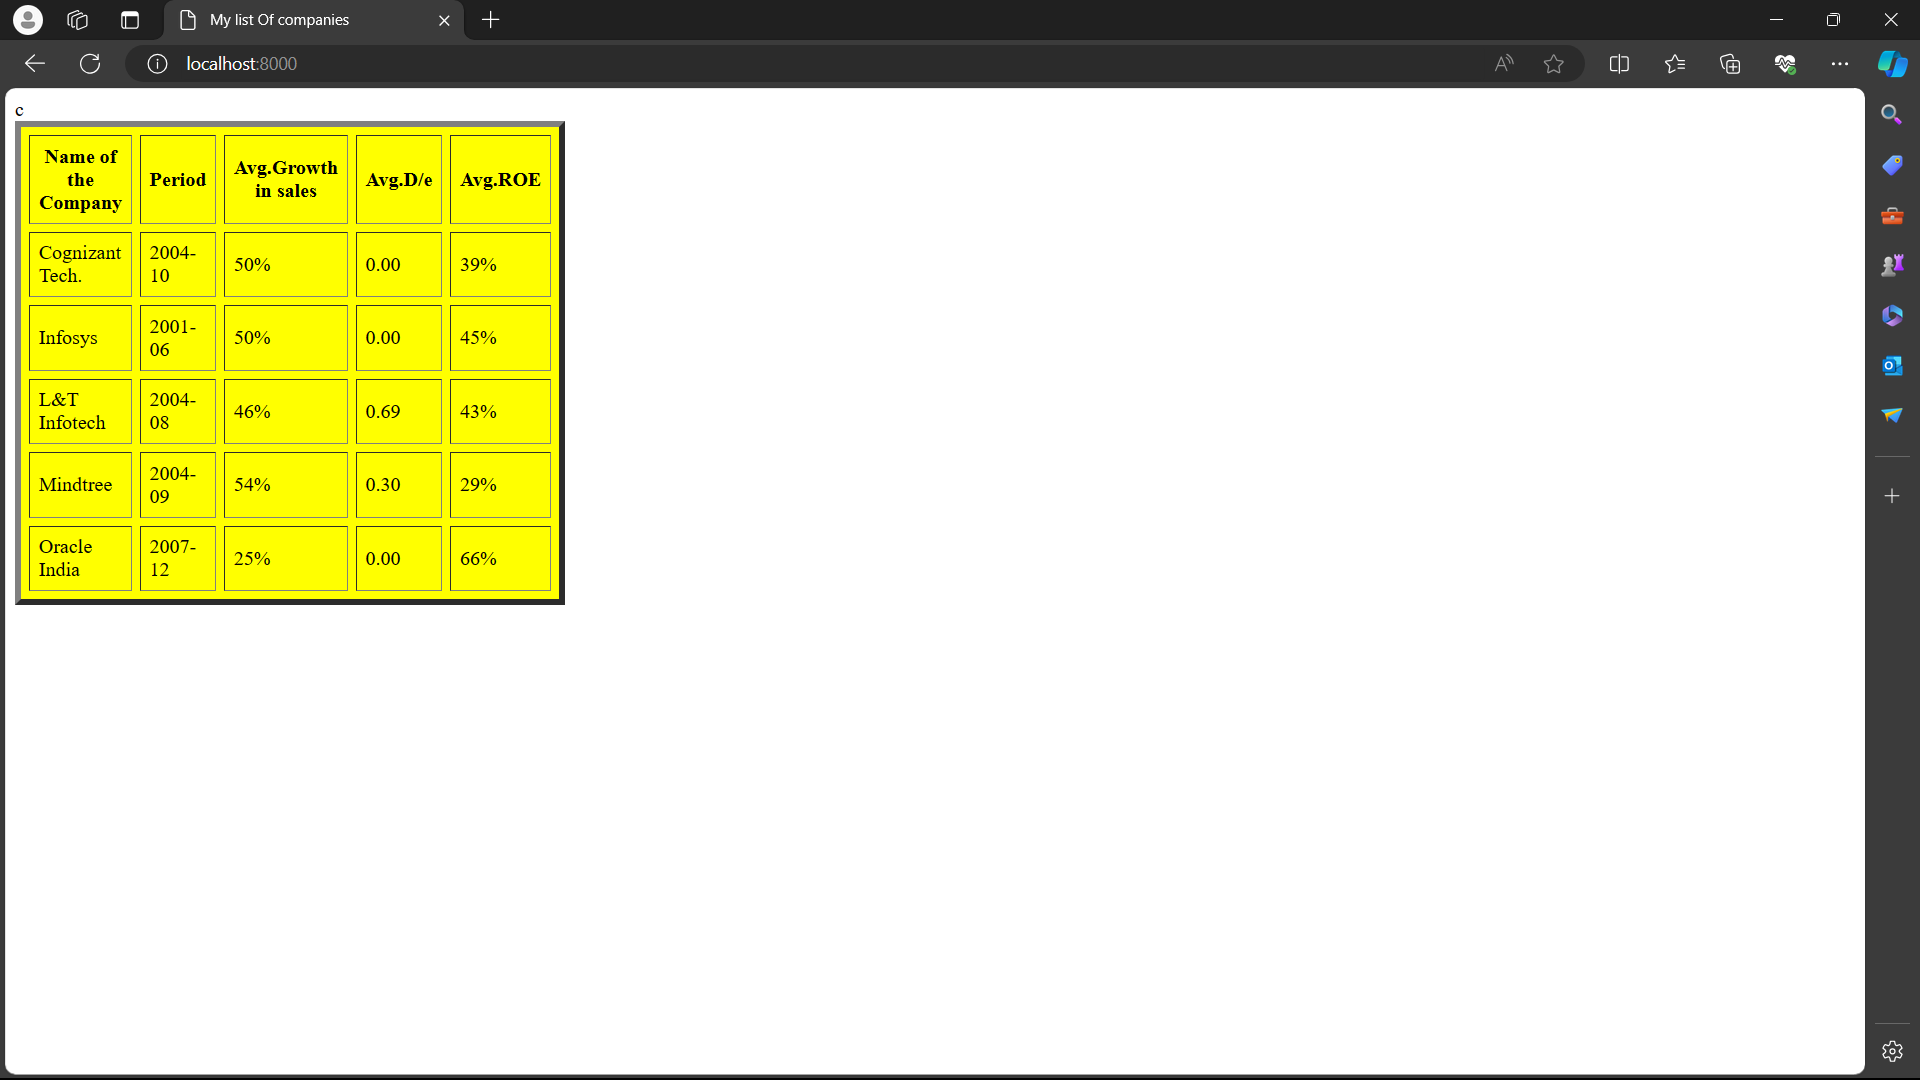 My list Of companies
localhost:8000
c
Name of
the
Company
Period
Avg.Growth
in sales
Avg.D/e
Avg.ROE
Cognizant
Tech.
2004-
10
50%
0.00
39%
Infosys
2001-
06
50%
0.00
45%
L&T
Infotech
2004-
08
46%
0.69
43%
Mindtree
2004-
09
54%
0.30
29%
Oracle
India
2007-
12
25%
0.00
66%